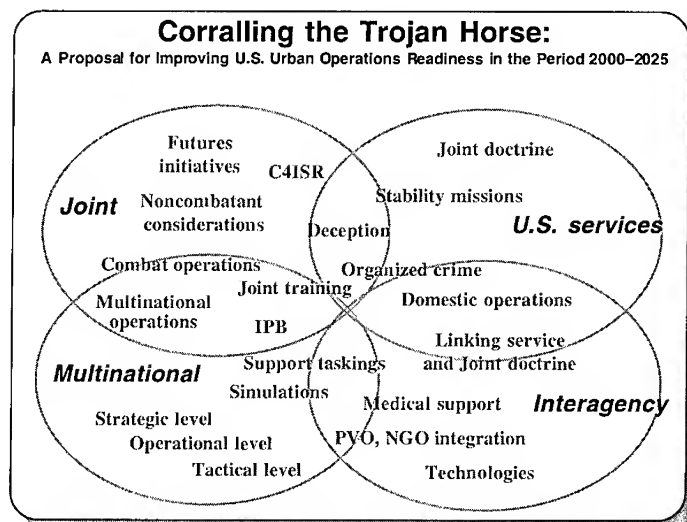 Corralling the Trojan Horse:
A Proposal for Improving U.S. Urban Operations Readiness in the Period 2000–2025
Futures
initiatives
C4ISR
Joint doctrine
Joint
Noncombatant
considerations
Stability missions
Deception
U.S. services
Combat operations
Organized crime
Joint training
Multinational
operations
Domestic operations
IPB
Linking service
and Joint doctrine
Multinational
Support taskings
Simulations
Medical support
Interagency
Strategic level
Operational level
PVO, NGO integration
Tactical level
Technologies